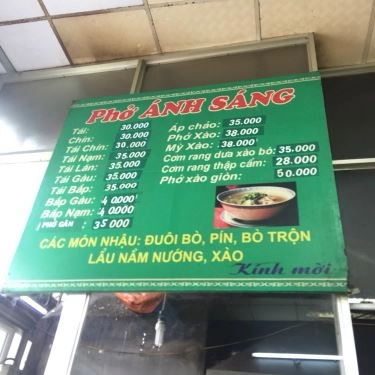 Phở ÁNH SÁNG
Tái: 30.000
Chín: 30.000
Tái Chín: 30.000
Tái Nạm: 35.000
Tái Lân: 35.000
Tái Gầu: 35.000
Tái Bắp: 35.000
Bắp Gầu: 40000
Bắp Nạm: 40000
PHỞ GÂN: 35000
Áp chảo: 35.000
Phở Xào: 38.000
Mỳ Xào: 38.000
Cơm rang dưa xào bò: 35.000
Cơm rang thập cẩm: 28.000
Phở xào giòn: 50.000
CÁC MÓN NHẬU: ĐUÔI BÒ, PÍN, BÒ TRỘN
LẨU NẦM NƯỚNG, XÀO
Kính mời